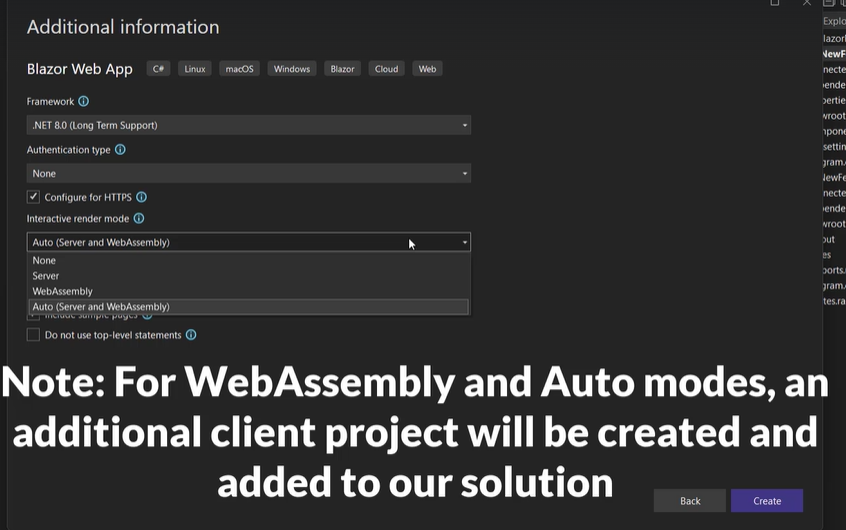 Additional information
Blazor Web App C# Linux macOS Windows Blazor Cloud Web
Framework
.NET 8.0 (Long Term Support)
Authentication type
None
Configure for HTTPS
Interactive render mode
Auto (Server and WebAssembly)
None
Server
WebAssembly
Auto (Server and WebAssembly)
Include sample pages
Do not use top-level statements
Note: For WebAssembly and Auto modes, an
additional client project will be created and
added to our solution
Back Create